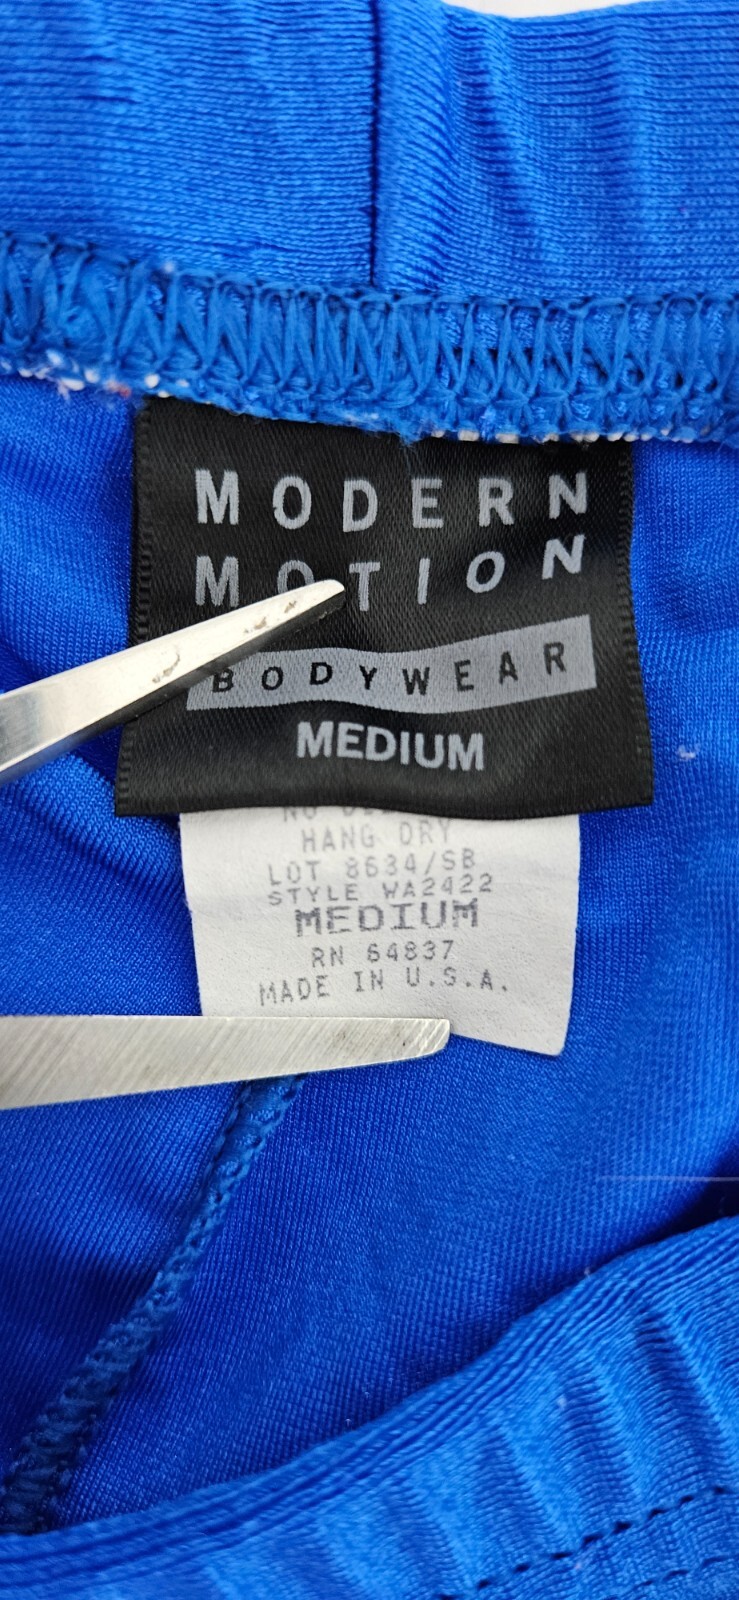 MODERN
MOTION
BODYWEAR
MEDIUM
HANG DRY
LOT 8634/SB
STYLE WA2422
MEDIUM
RN 64837
MADE IN U.S.A.